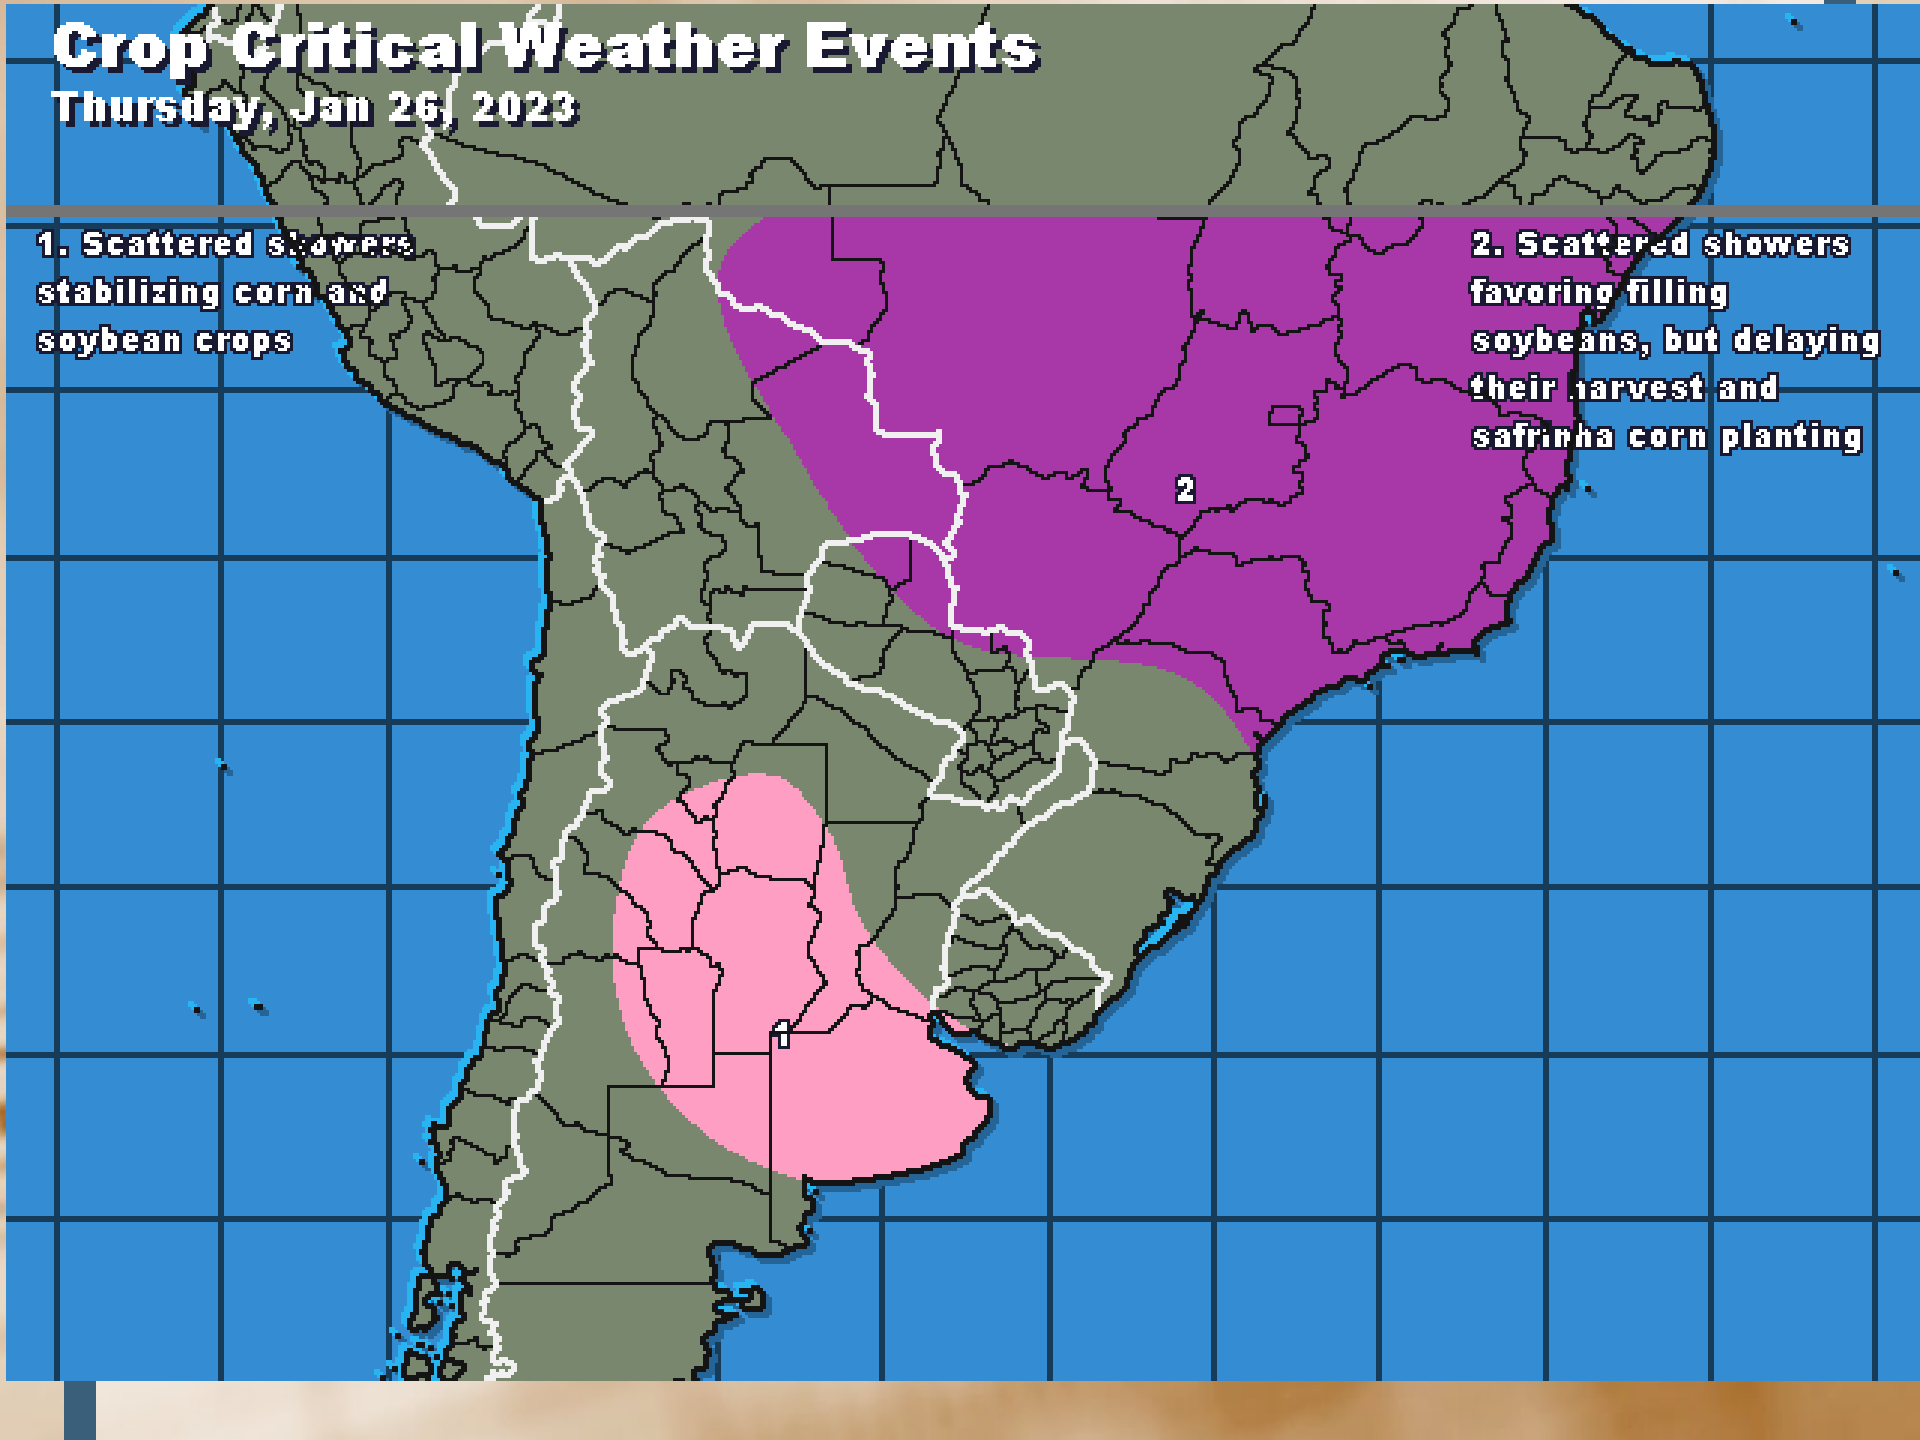 Crop Critical Weather Events
Thursday, Jan 26, 2023
1. Scattered showers
stabilizing corn and
soybean crops
2. Scattered showers
favoring filling
soybeans, but delaying
their harvest and
safrinha corn planting
2
1